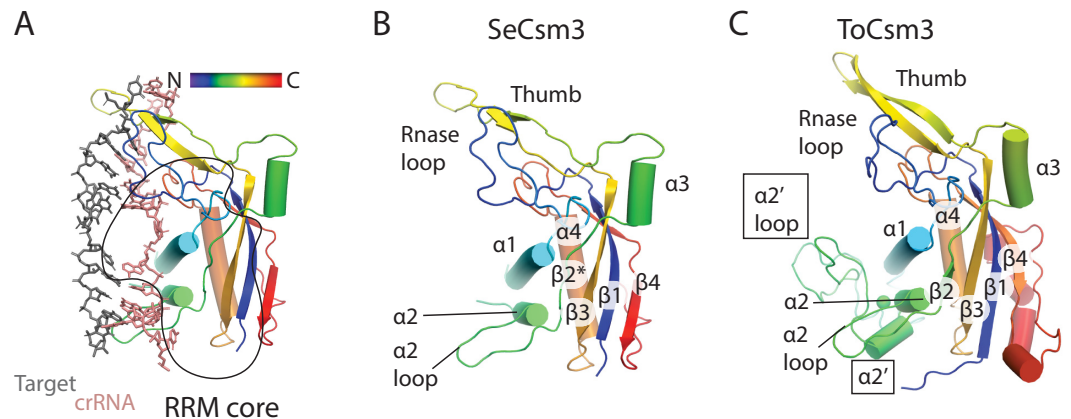 A
N
C
Target
crRNA
RRM core
B
SeCsm3
Thumb
Rnase
loop
α3
α1
α4
β2*
β4
β1
β3
α2
α2
loop
C
ToCsm3
Thumb
Rnase
loop
α3
α2'
loop
α1
α4
β4
β2
β1
β3
α2
α2
loop
α2'